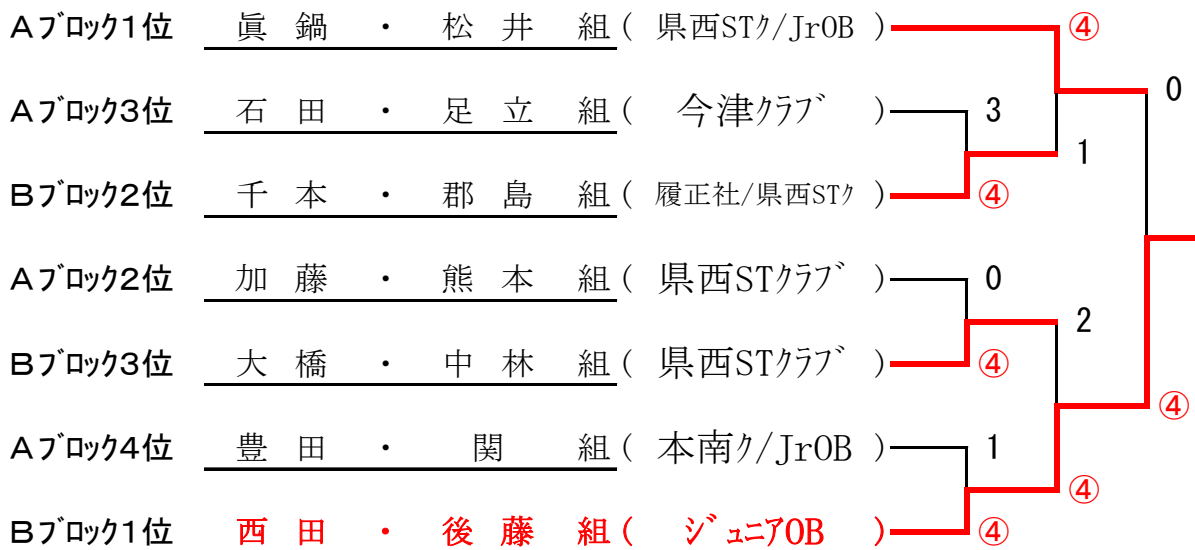 Aブロック1位 眞鍋・松井 組( 県西STク/JrOB ) ④
0
Aブロック3位 石田・足立 組( 今津クラブ ) 3
1
Bブロック2位 千本・郡島 組( 履正社/県西STク ) ④
Aブロック2位 加藤・熊本 組( 県西STクラブ ) 0
2
Bブロック3位 大橋・中林 組( 県西STクラブ ) ④
④
Aブロック4位 豊田・関 組( 本南ク/JrOB ) 1
④
Bブロック1位 西田・後藤 組( ジュニアOB ) ④